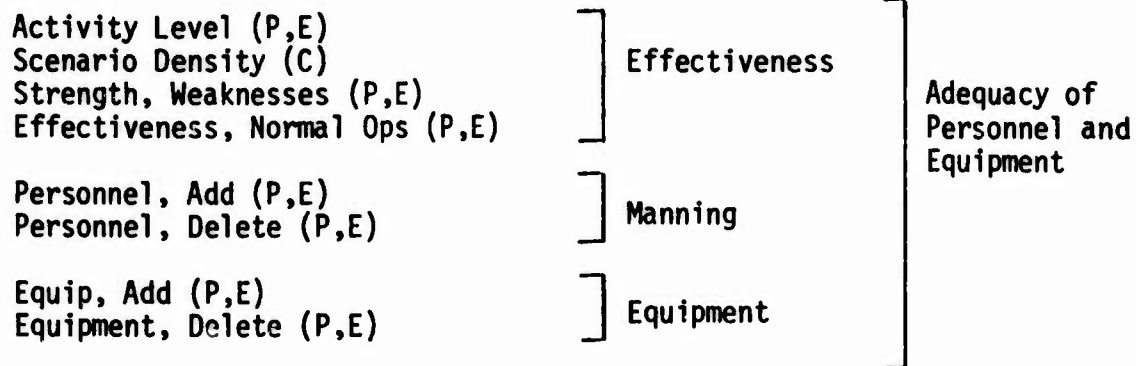 Activity Level (P,E)
Scenario Density (C)
Strength, Weaknesses (P,E)
Effectiveness, Normal Ops (P,E)
Effectiveness
Personnel, Add (P,E)
Personnel, Delete (P,E)
Manning
Equip, Add (P,E)
Equipment, Delete (P,E)
Equipment
Adequacy of
Personnel and
Equipment